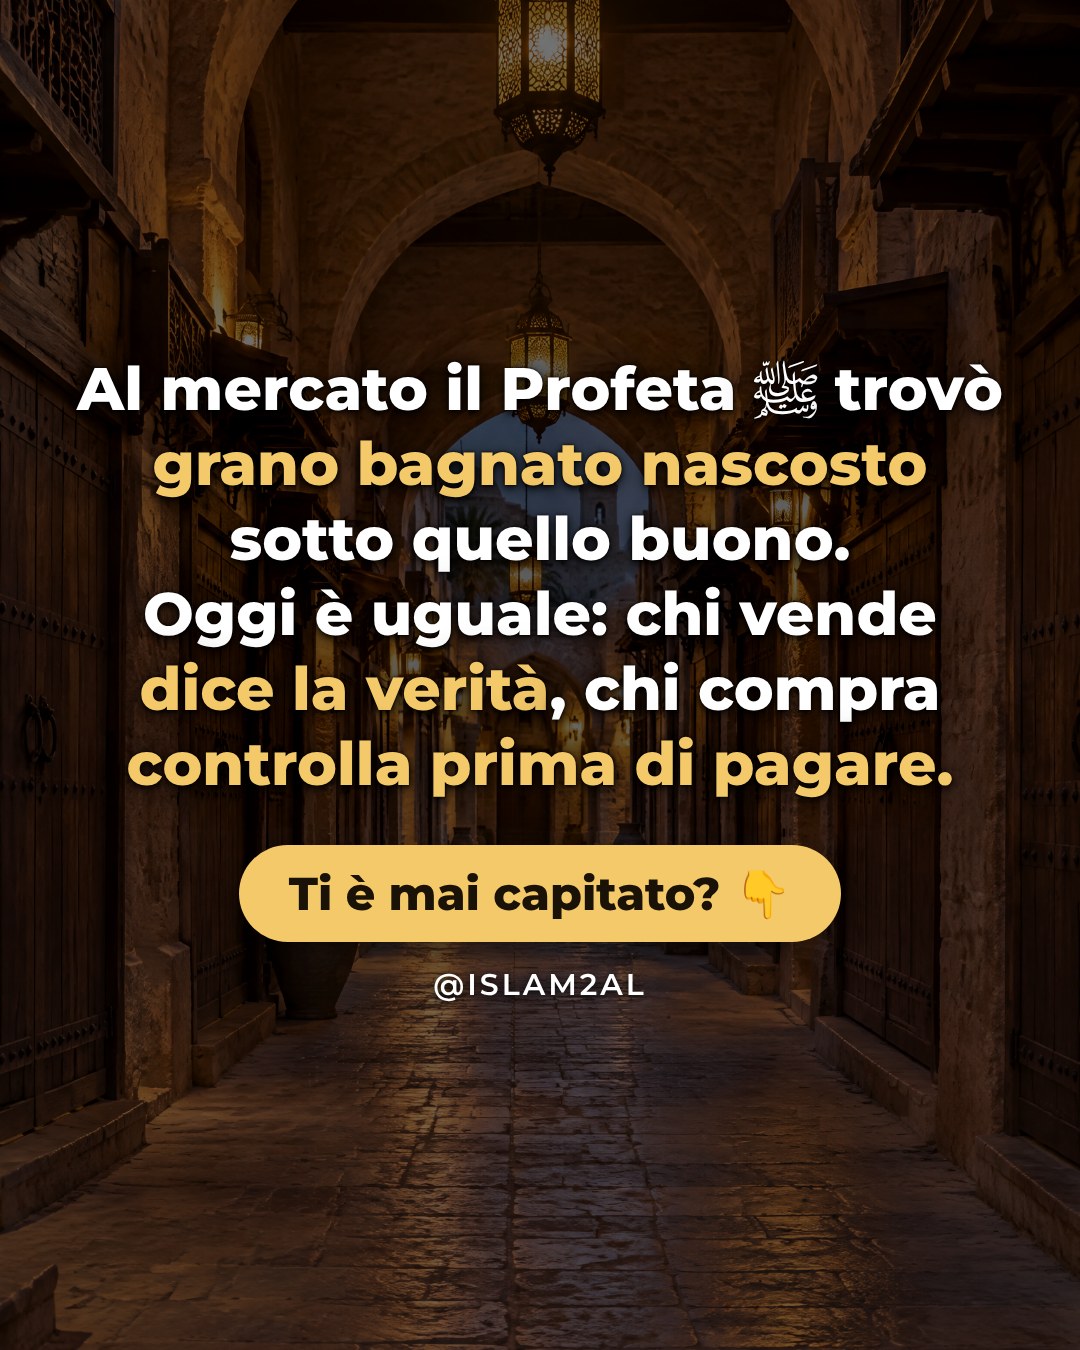 Al mercato il Profeta ﷺ trovò
grano bagnato nascosto
sotto quello buono.
Oggi è uguale: chi vende
dice la verità, chi compra
controlla prima di pagare.
Ti è mai capitato? 👇
@ISLAM2AL